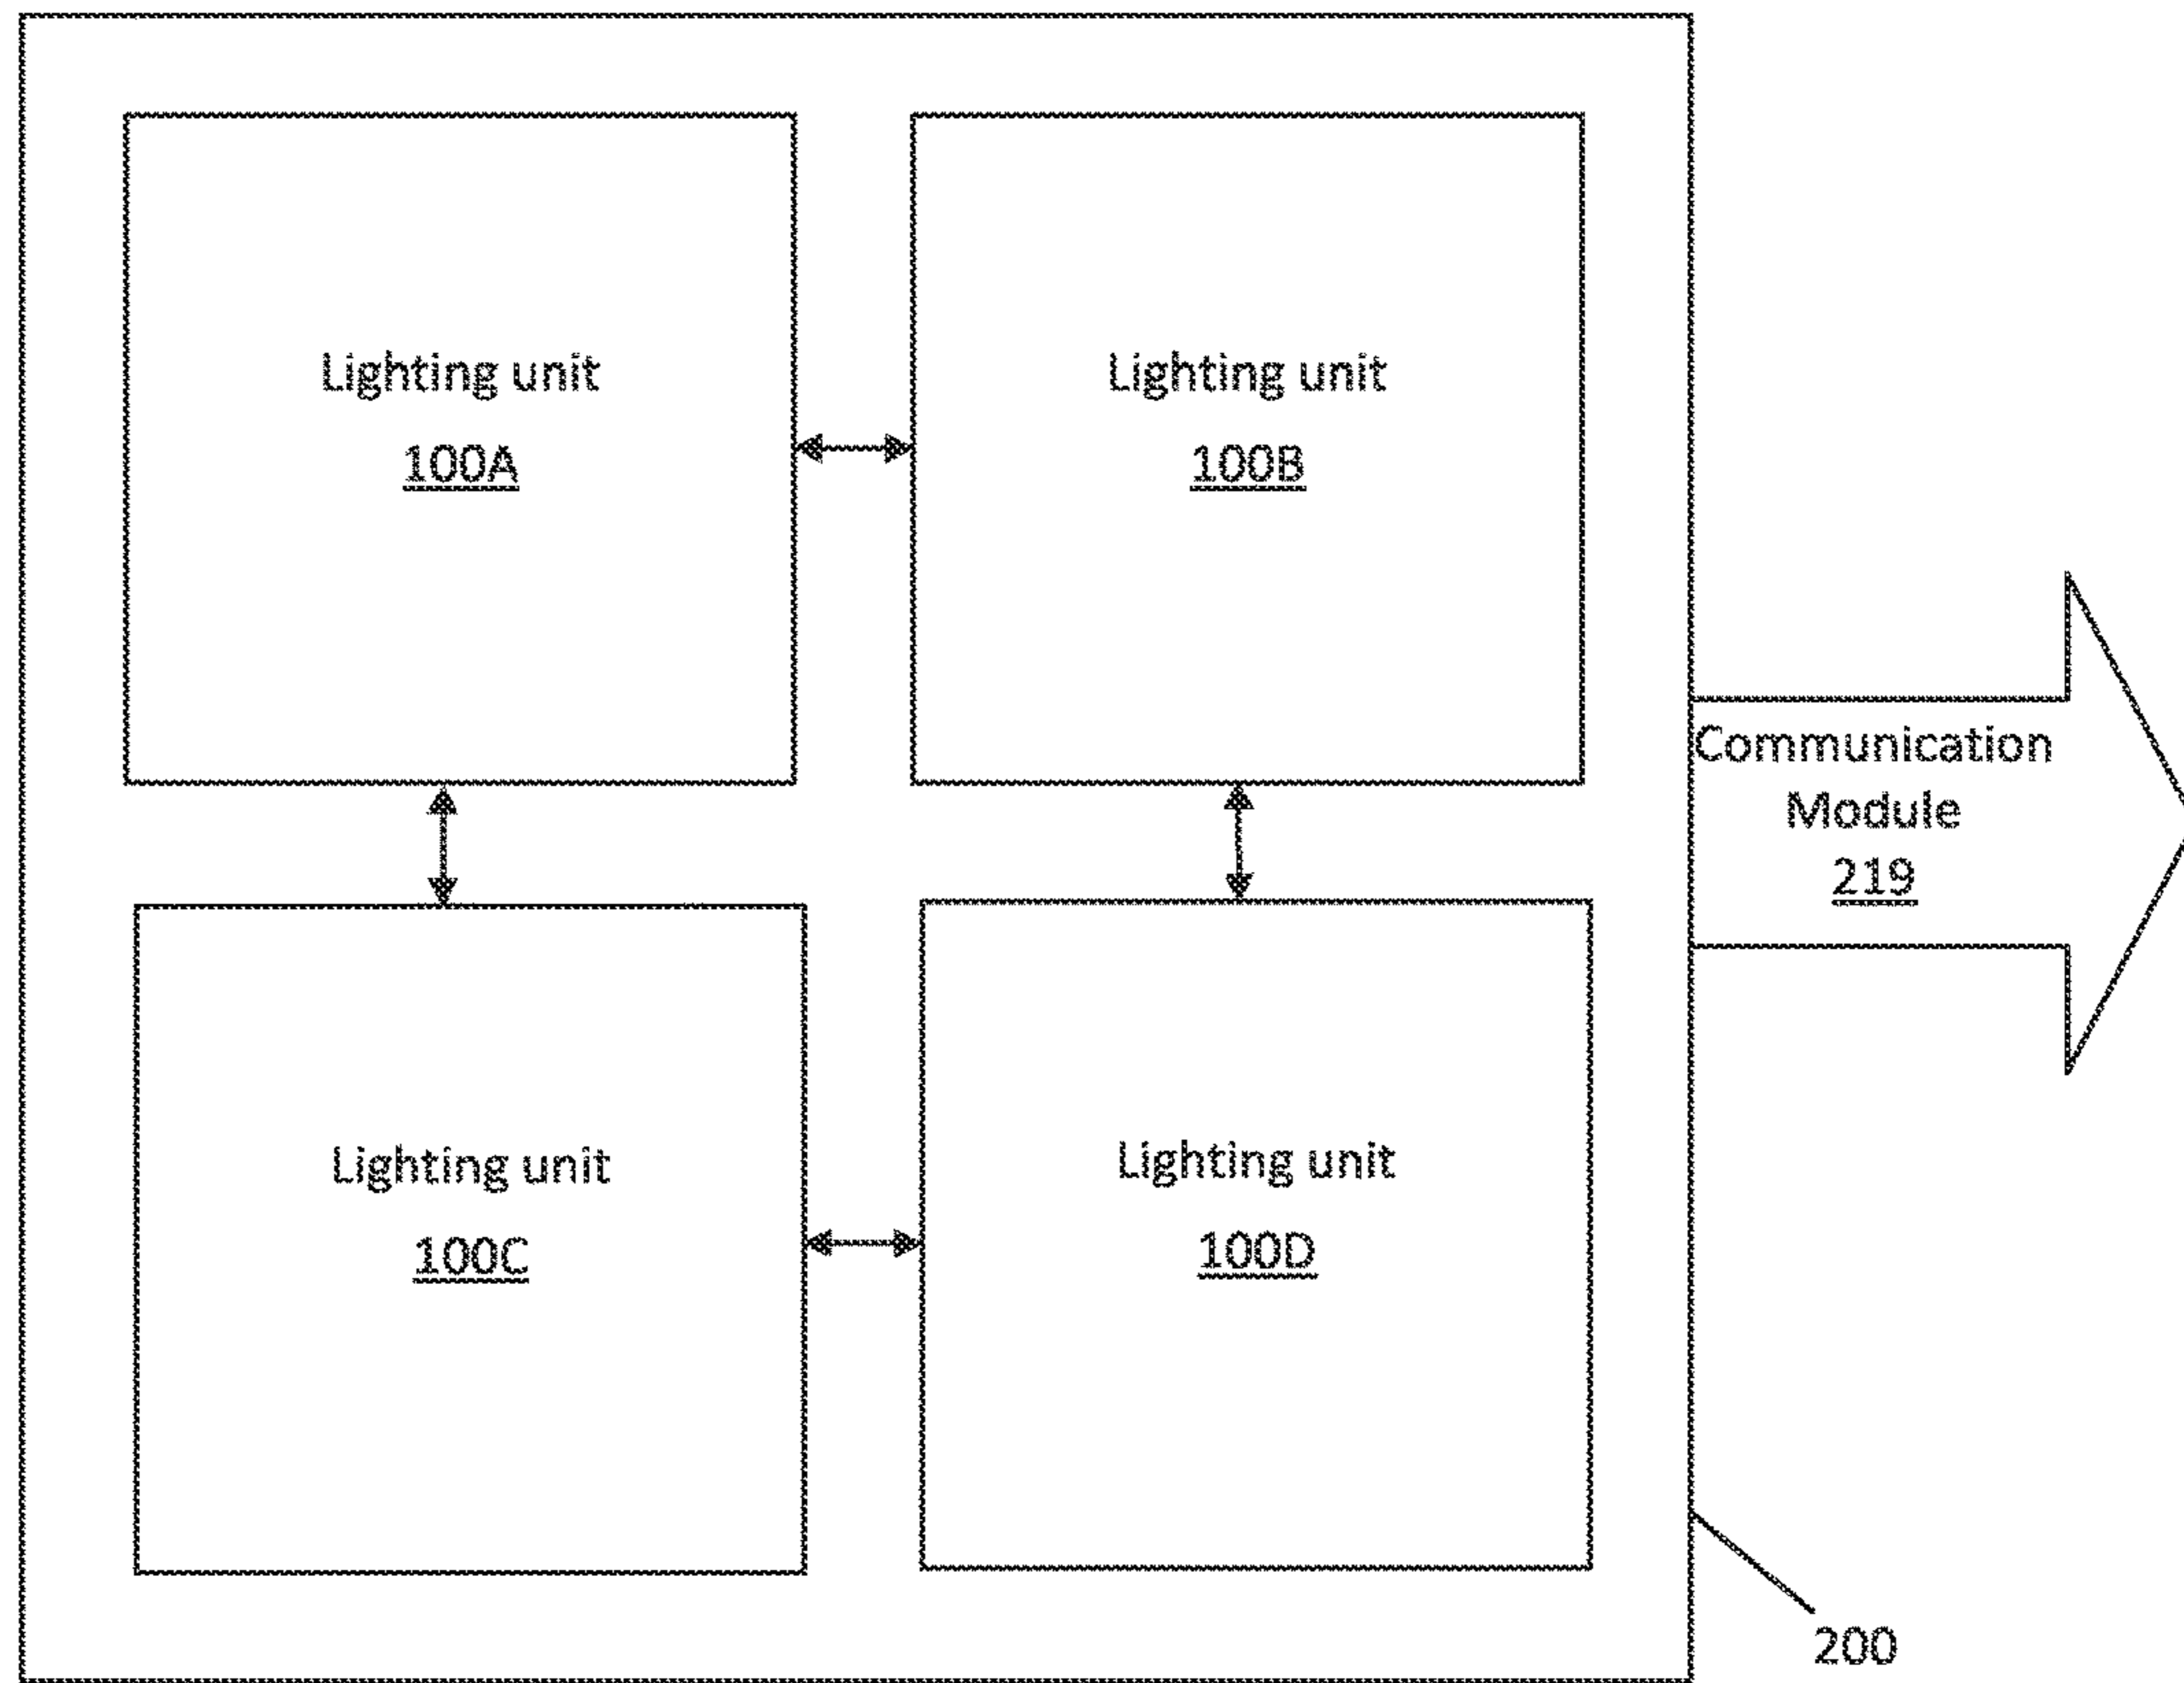 Lighting unit
100A
Lighting unit
100B
Communication
Module
219
Lighting unit
100C
Lighting unit
100D
200